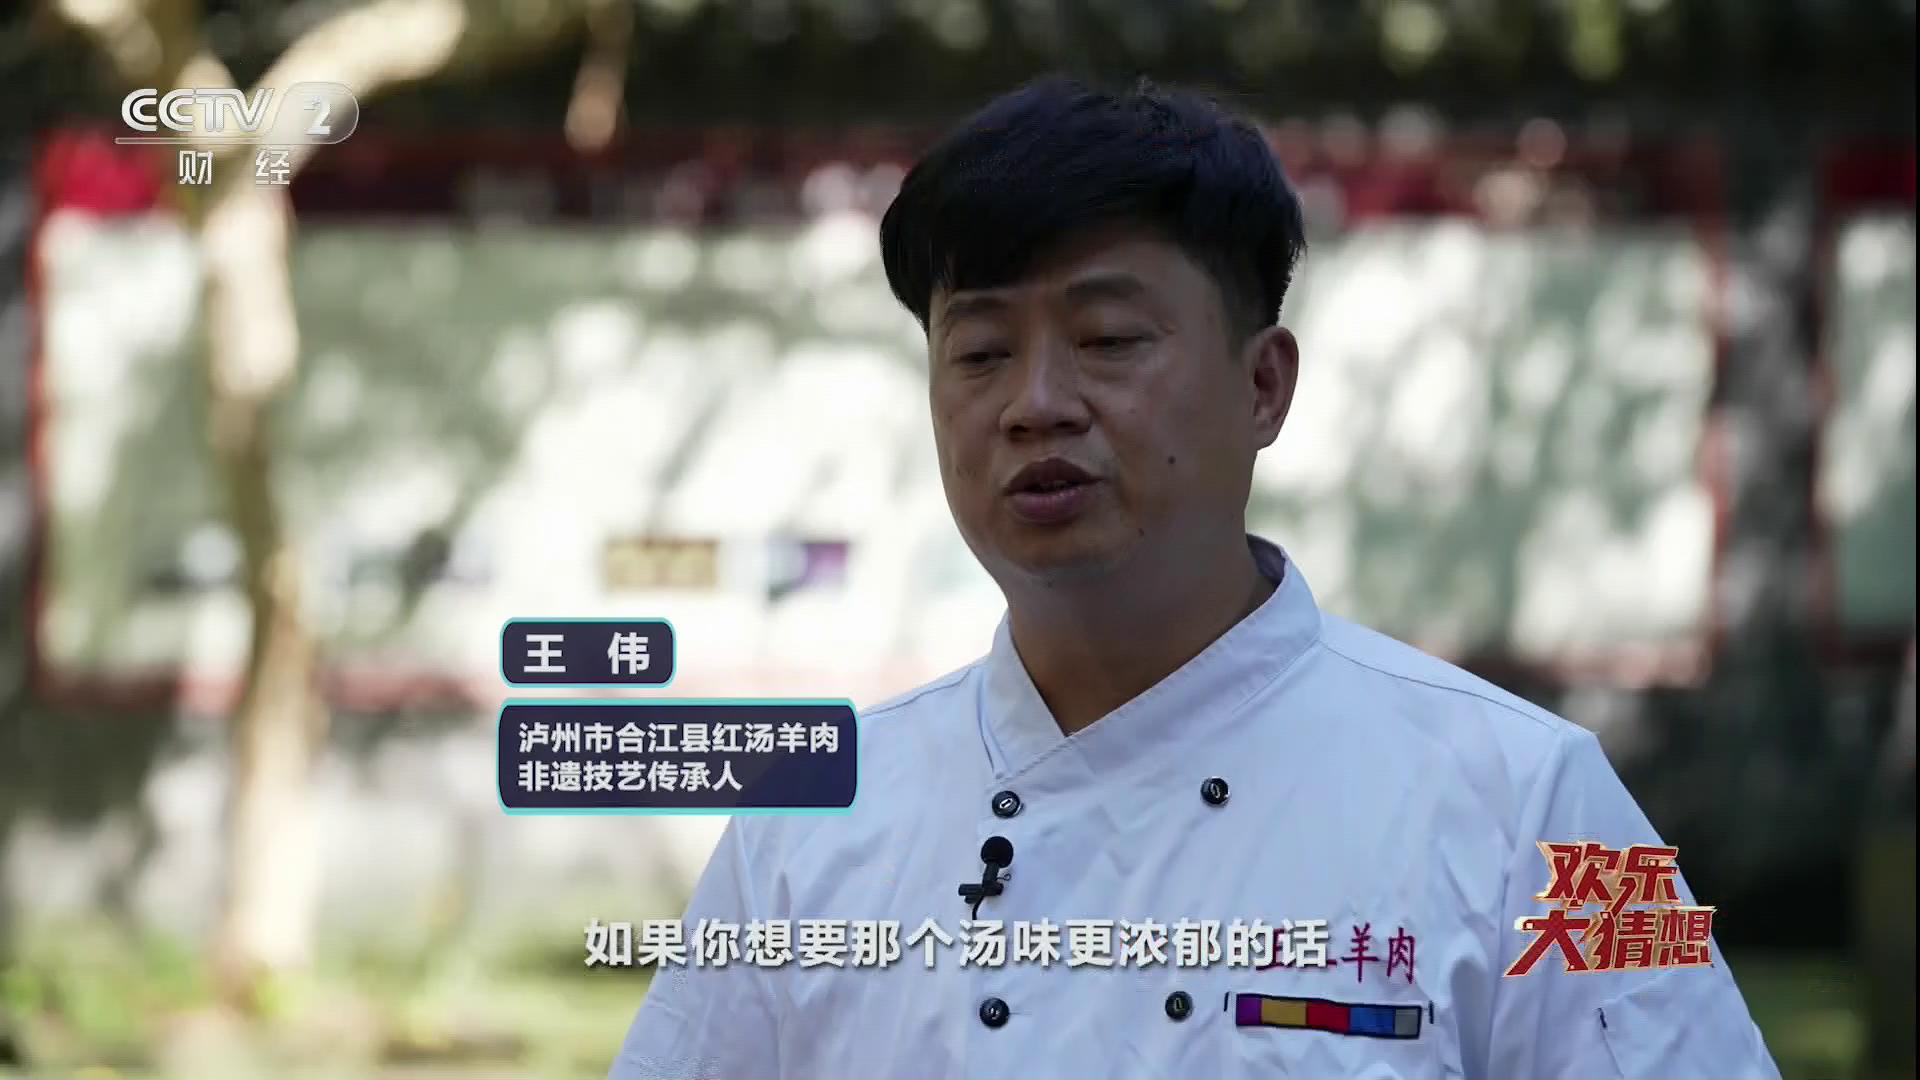 CCTV 2
财 经
王 伟
泸州市合江县红汤羊肉
非遗技艺传承人
如果你想要那个汤味更浓郁的话
羊肉
欢乐
大猜想